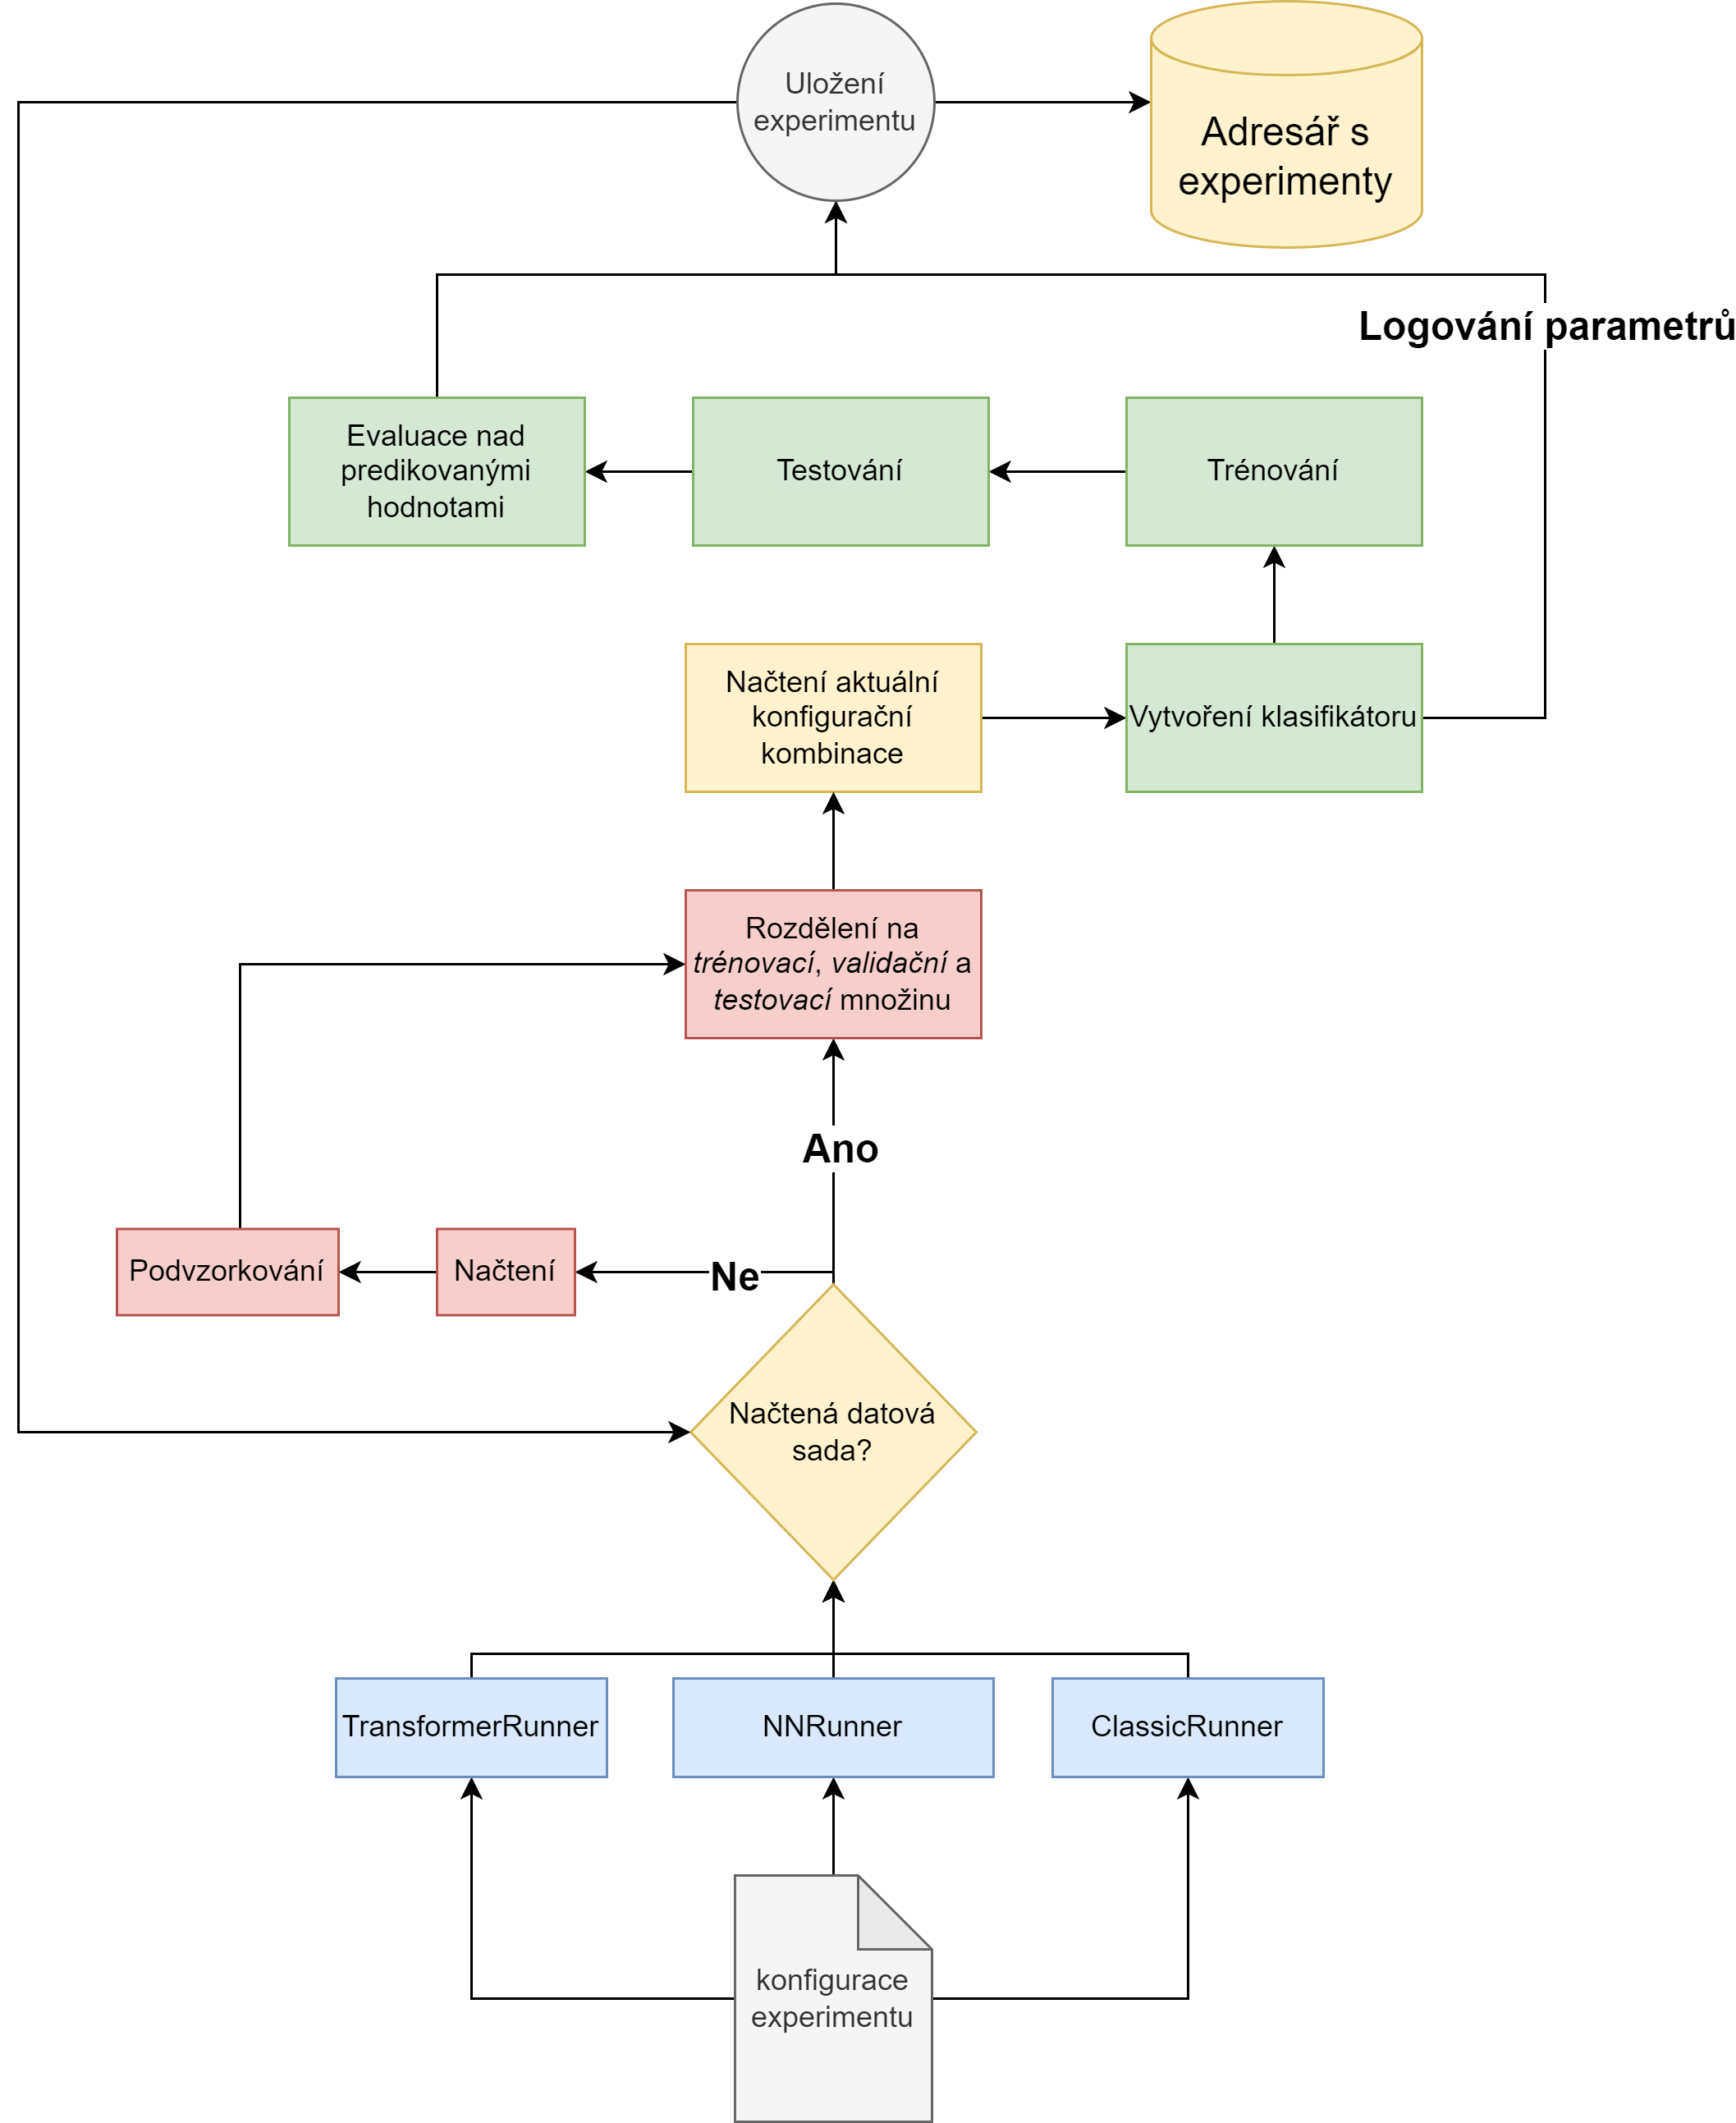 Uložení
experimentu
Adresář s
experimenty
Logování parametrů
Evaluace nad
predikovanými
hodnotami
Testování
Trénování
Načtení aktuální
konfigurační
kombinace
Vytvoření klasifikátoru
Rozdělení na
trénovací, validační a
testovací množinu
Ano
Podvzorkování
Načtení
Ne
Načtená datová
sada?
TransformerRunner
NNRunner
ClassicRunner
konfigurace
experimentu